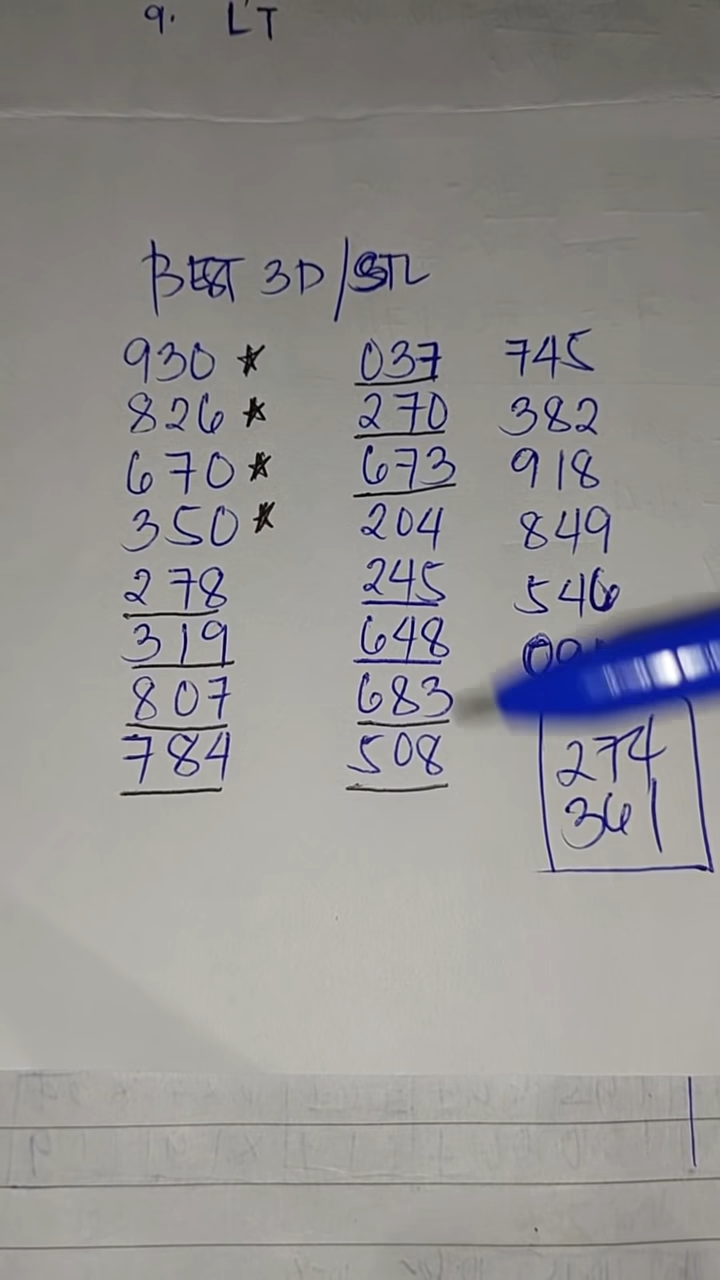 9. LT
BEST 3D/STL
930 * 037 745
826 * 270 382
670 * 673 918
350 * 204 849
278 245 546
319 648
807 683
784 508 274
361